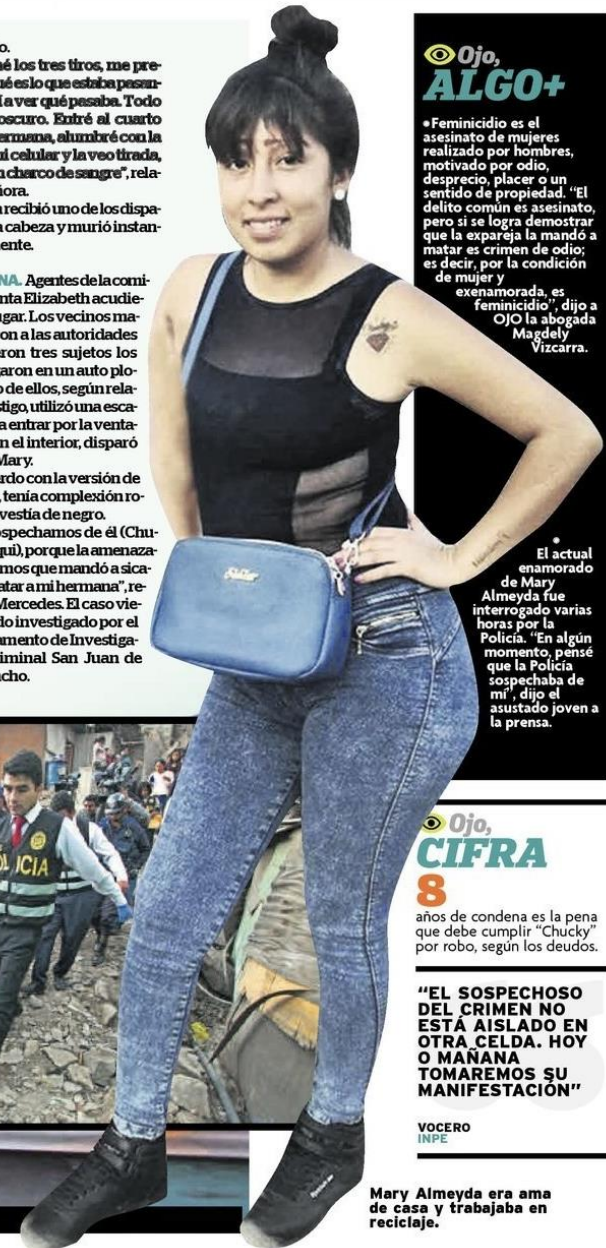 o.
né los tres tiros, me pre-
ué es lo que estaba pasan-
a ver qué pasaba. Todo
oscuro. Entré al cuarto
ermana, alumbré con la
i celular y la veo tirada,
n charco de sangre", rela-
ñora.
a recibió uno de los dispa-
a cabeza y murió instan-
ente.
NA. Agentes de la comi-
nta Elizabeth acudie-
ugar. Los vecinos ma-
on a las autoridades
eron tres sujetos los
garon en un auto plo-
o de ellos, según rela-
stigo, utilizó una esca-
a entrar por la venta-
n el interior, disparó
Mary.
rdo con la versión de
, tenía complexión ro-
vestía de negro.
ospechamos de él (Chu-
qui), porque la amenaza-
mos que mandó a sica-
atar a mi hermana", re-
Mercedes. El caso vie-
do investigado por el
amento de Investiga-
riminal San Juan de
ncho.
Ojo,
ALGO+
•Feminicidio es el
asesinato de mujeres
realizado por hombres,
motivado por odio,
desprecio, placer o un
sentido de propiedad. "El
delito común es asesinato,
pero si se logra demostrar
que la expareja la mandó a
matar es crimen de odio;
es decir, por la condición
de mujer y
exenamorada, es
feminicidio", dijo a
OJO la abogada
Magdely
Vizcarra.
•
El actual
enamorado
de Mary
Almeyda fue
interrogado varias
horas por la
Policía. "En algún
momento, pensé
que la Policía
sospechaba de
mí", dijo el
asustado joven a
la prensa.
OLICIA
Ojo,
CIFRA
8
años de condena es la pena
que debe cumplir "Chucky"
por robo, según los deudos.
"EL SOSPECHOSO
DEL CRIMEN NO
ESTÁ AISLADO EN
OTRA CELDA. HOY
O MAÑANA
TOMAREMOS SU
MANIFESTACIÓN"
VOCERO
INPE
Mary Almeyda era ama
de casa y trabajaba en
reciclaje.